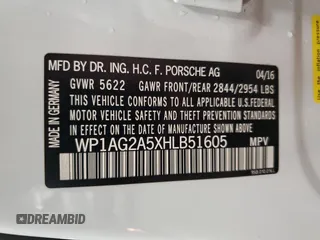 MFD BY DR. ING. H.C. F. PORSCHE AG 04/16
GVWR 5622 GAWR FRONT/REAR 2844/2954 LBS
THIS VEHICLE CONFORMS TO ALL APPLICABLE
U.S. FEDERAL MOTOR VEHICLE SAFETY AND
THEFT PREVENTION STANDARDS IN EFFECT
ON THE DATE OF MANUFACTURE SHOWN ABOVE.
WP1AG2A5XHLB51605 MPV
MADE IN GERMANY
DREAMBID